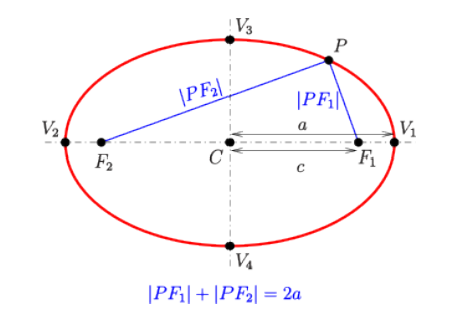 V₃
P
|PF₂|
|PF₁|
V₂
a
V₁
F₂
C
F₁
c
V₄
|PF₁| + |PF₂| = 2a